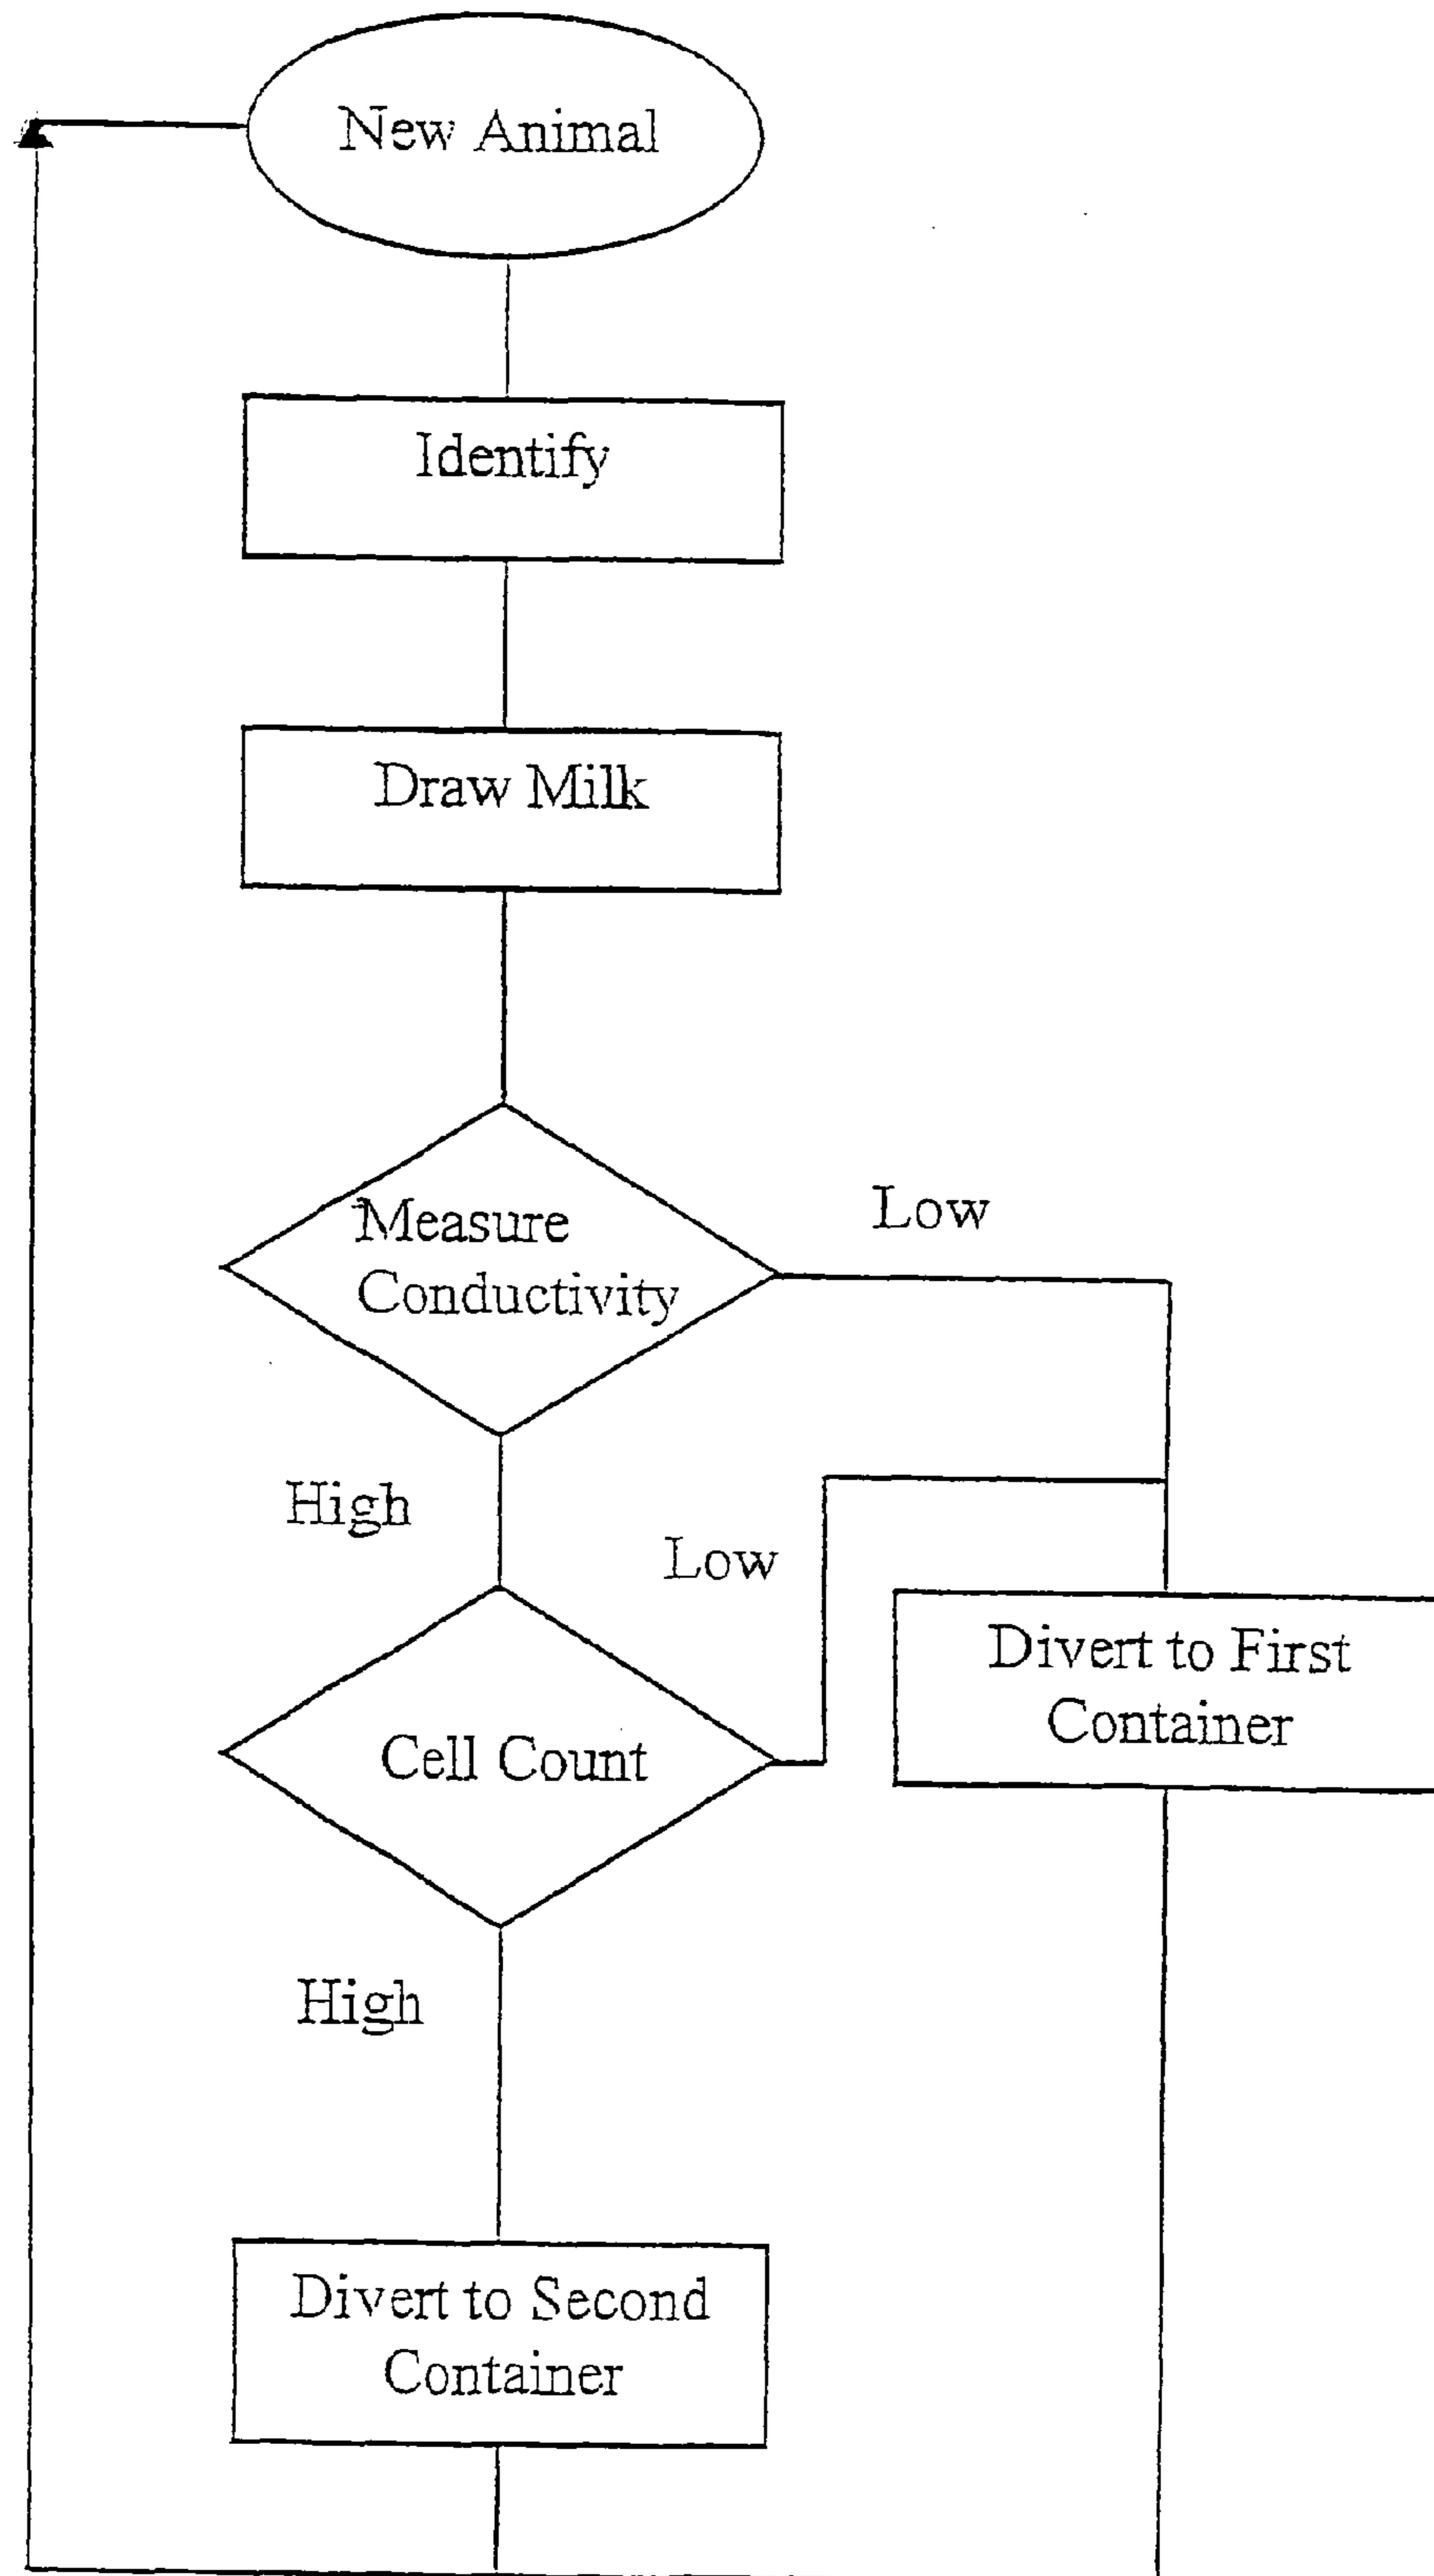 New Animal
Identify
Draw Milk
Measure
Conductivity
Low
High
Low
Cell Count
Divert to First
Container
High
Divert to Second
Container